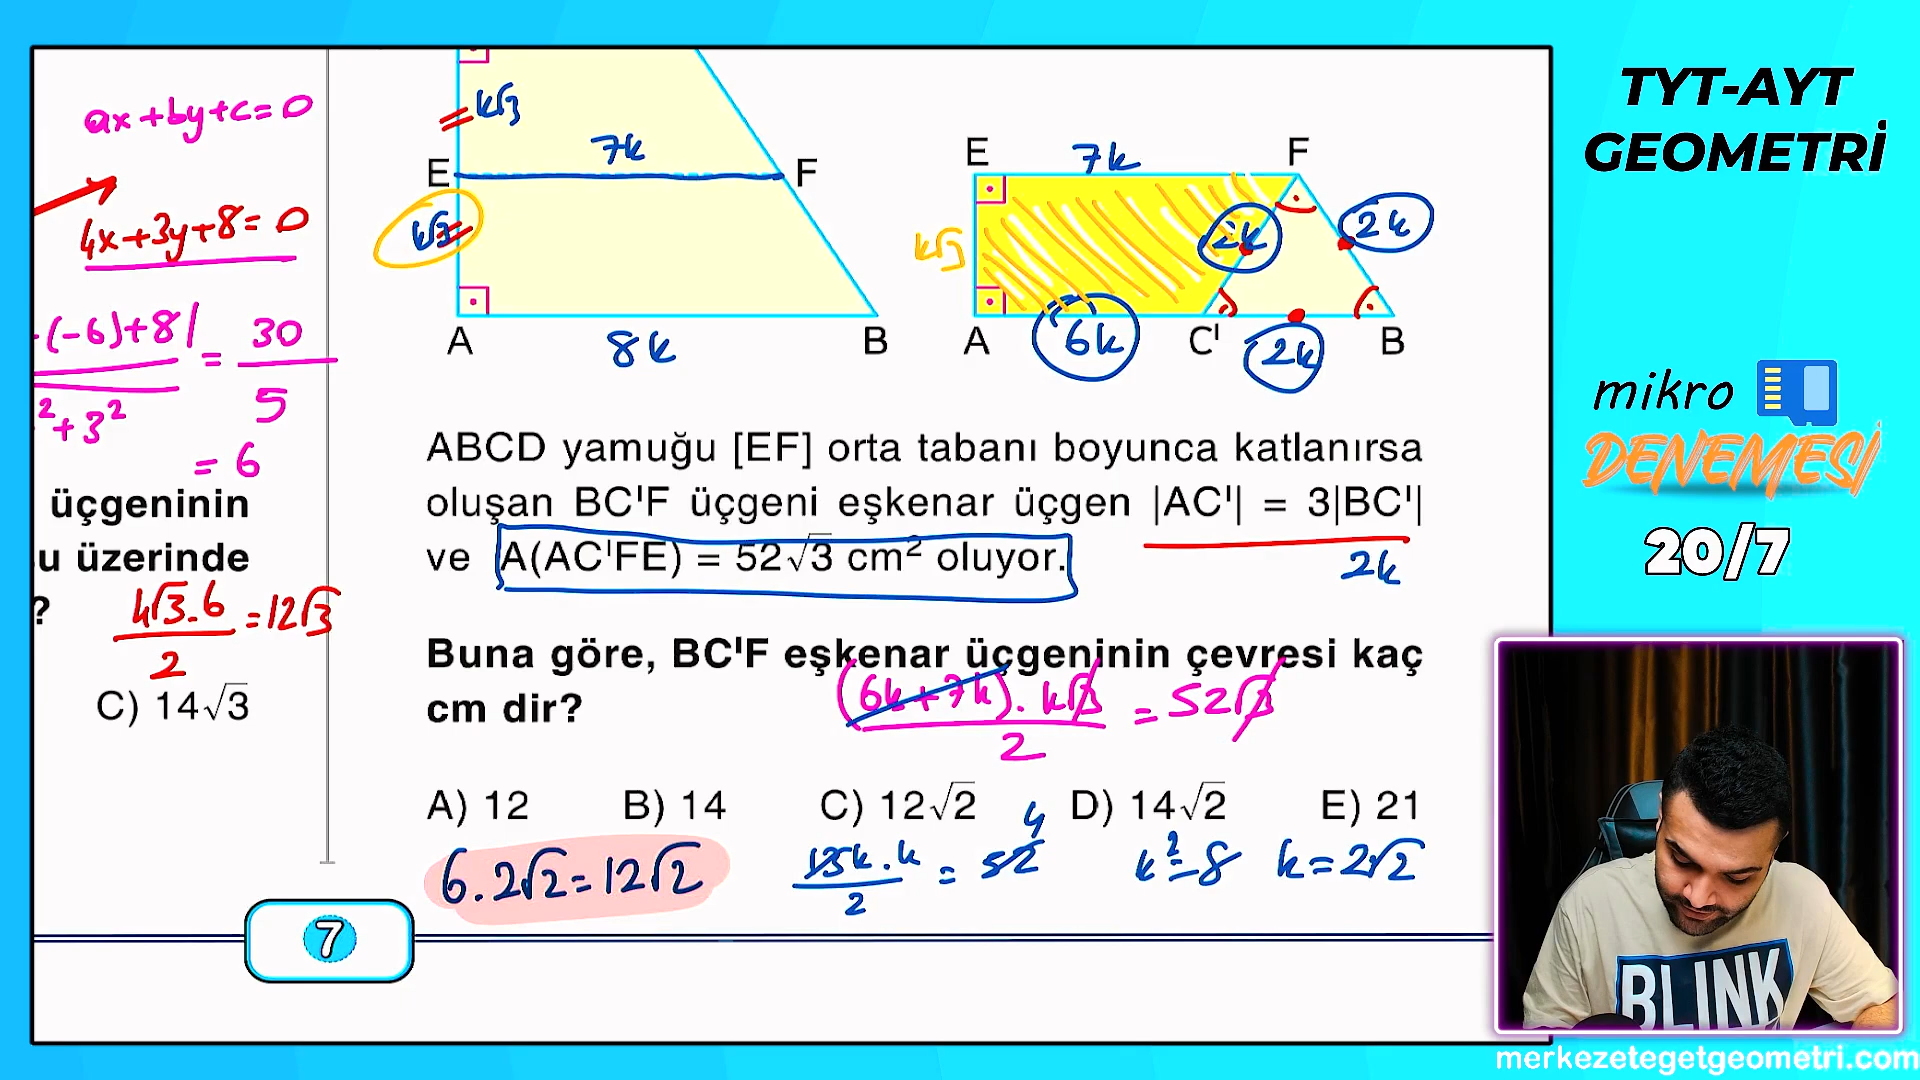 ax+by+c=0
4x+3y+8=0
-(-6)+8| = 30
5
²+3²
= 6
üçgeninin
u üzerinde
?
4√3.6 = 12√3
2
C) 14√3
k√3
7k
E F
k√3
A 8k B
E 7k F
k√3 2k 2k
A 6k C' 2k B
ABCD yamuğu [EF] orta tabanı boyunca katlanırsa
oluşan BC'F üçgeni eşkenar üçgen |AC'| = 3|BC'|
ve A(AC'FE) = 52√3 cm² oluyor.
2k
Buna göre, BC'F eşkenar üçgeninin çevresi kaç
cm dir?
(6k+7k).k√3 = 52√3
2
A) 12 B) 14 C) 12√2 D) 14√2 E) 21
4
6.2√2=12√2 13k.k = 52 k²=8 k=2√2
2
7
TYT-AYT
GEOMETRİ
mikro
DENEMESİ
20/7
BLINK
merkezetegetgeometri.com